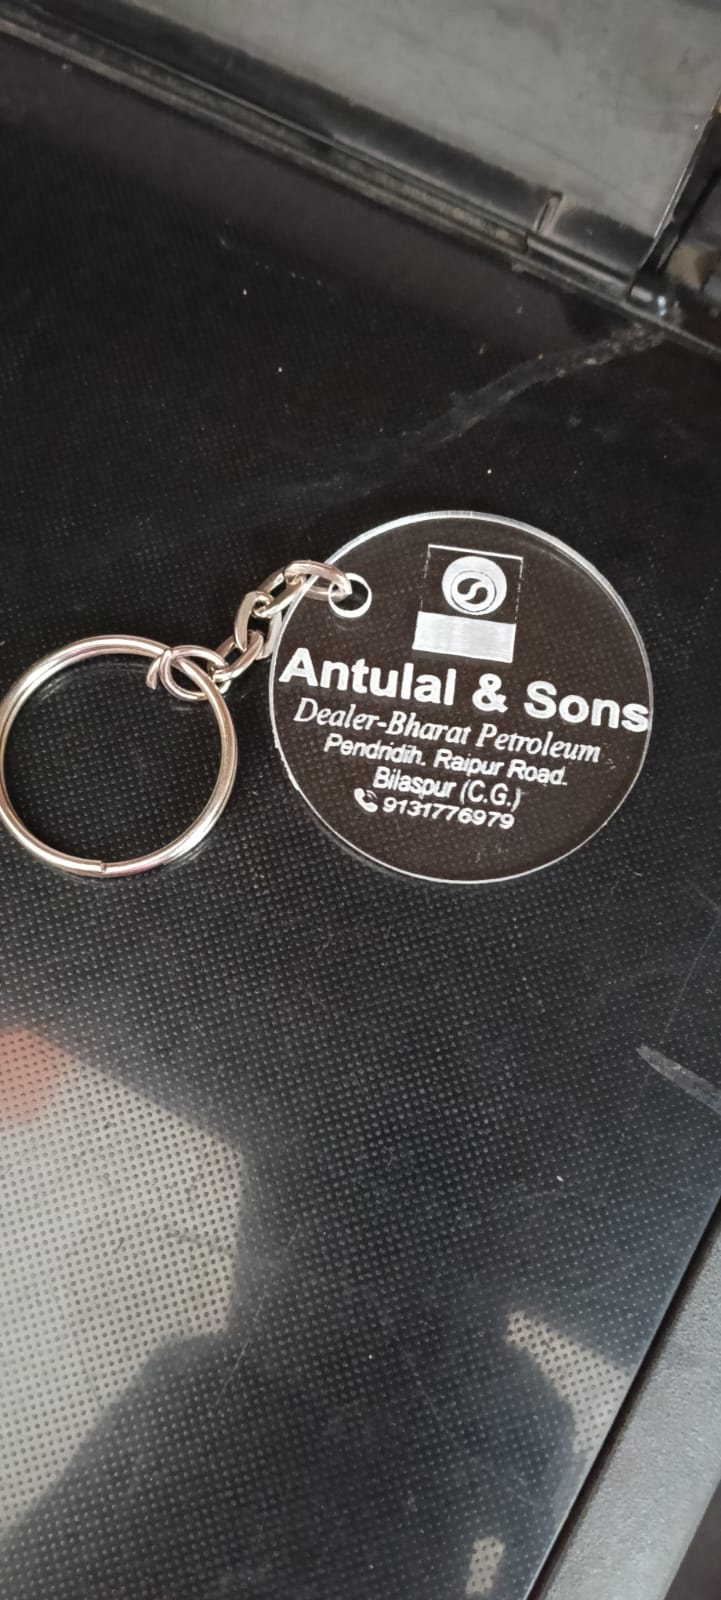 Antulal & Sons
Dealer-Bharat Petroleum
Pendridih, Raipur Road.
Bilaspur (C.G.)
9131776979